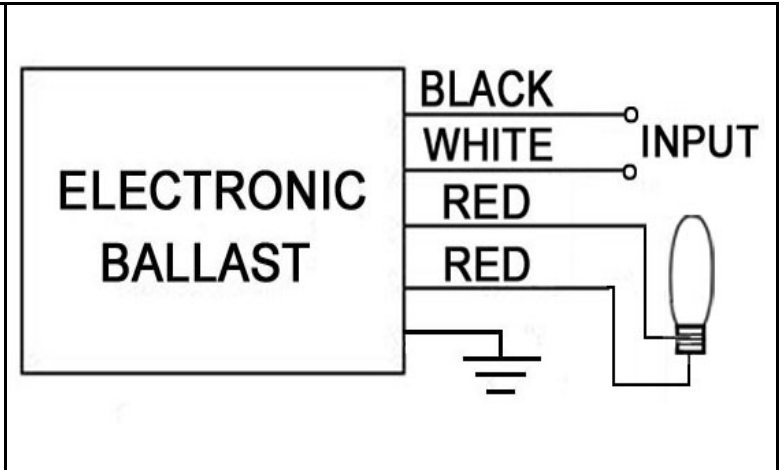 ELECTRONIC
BALLAST
BLACK
WHITE
INPUT
RED
RED